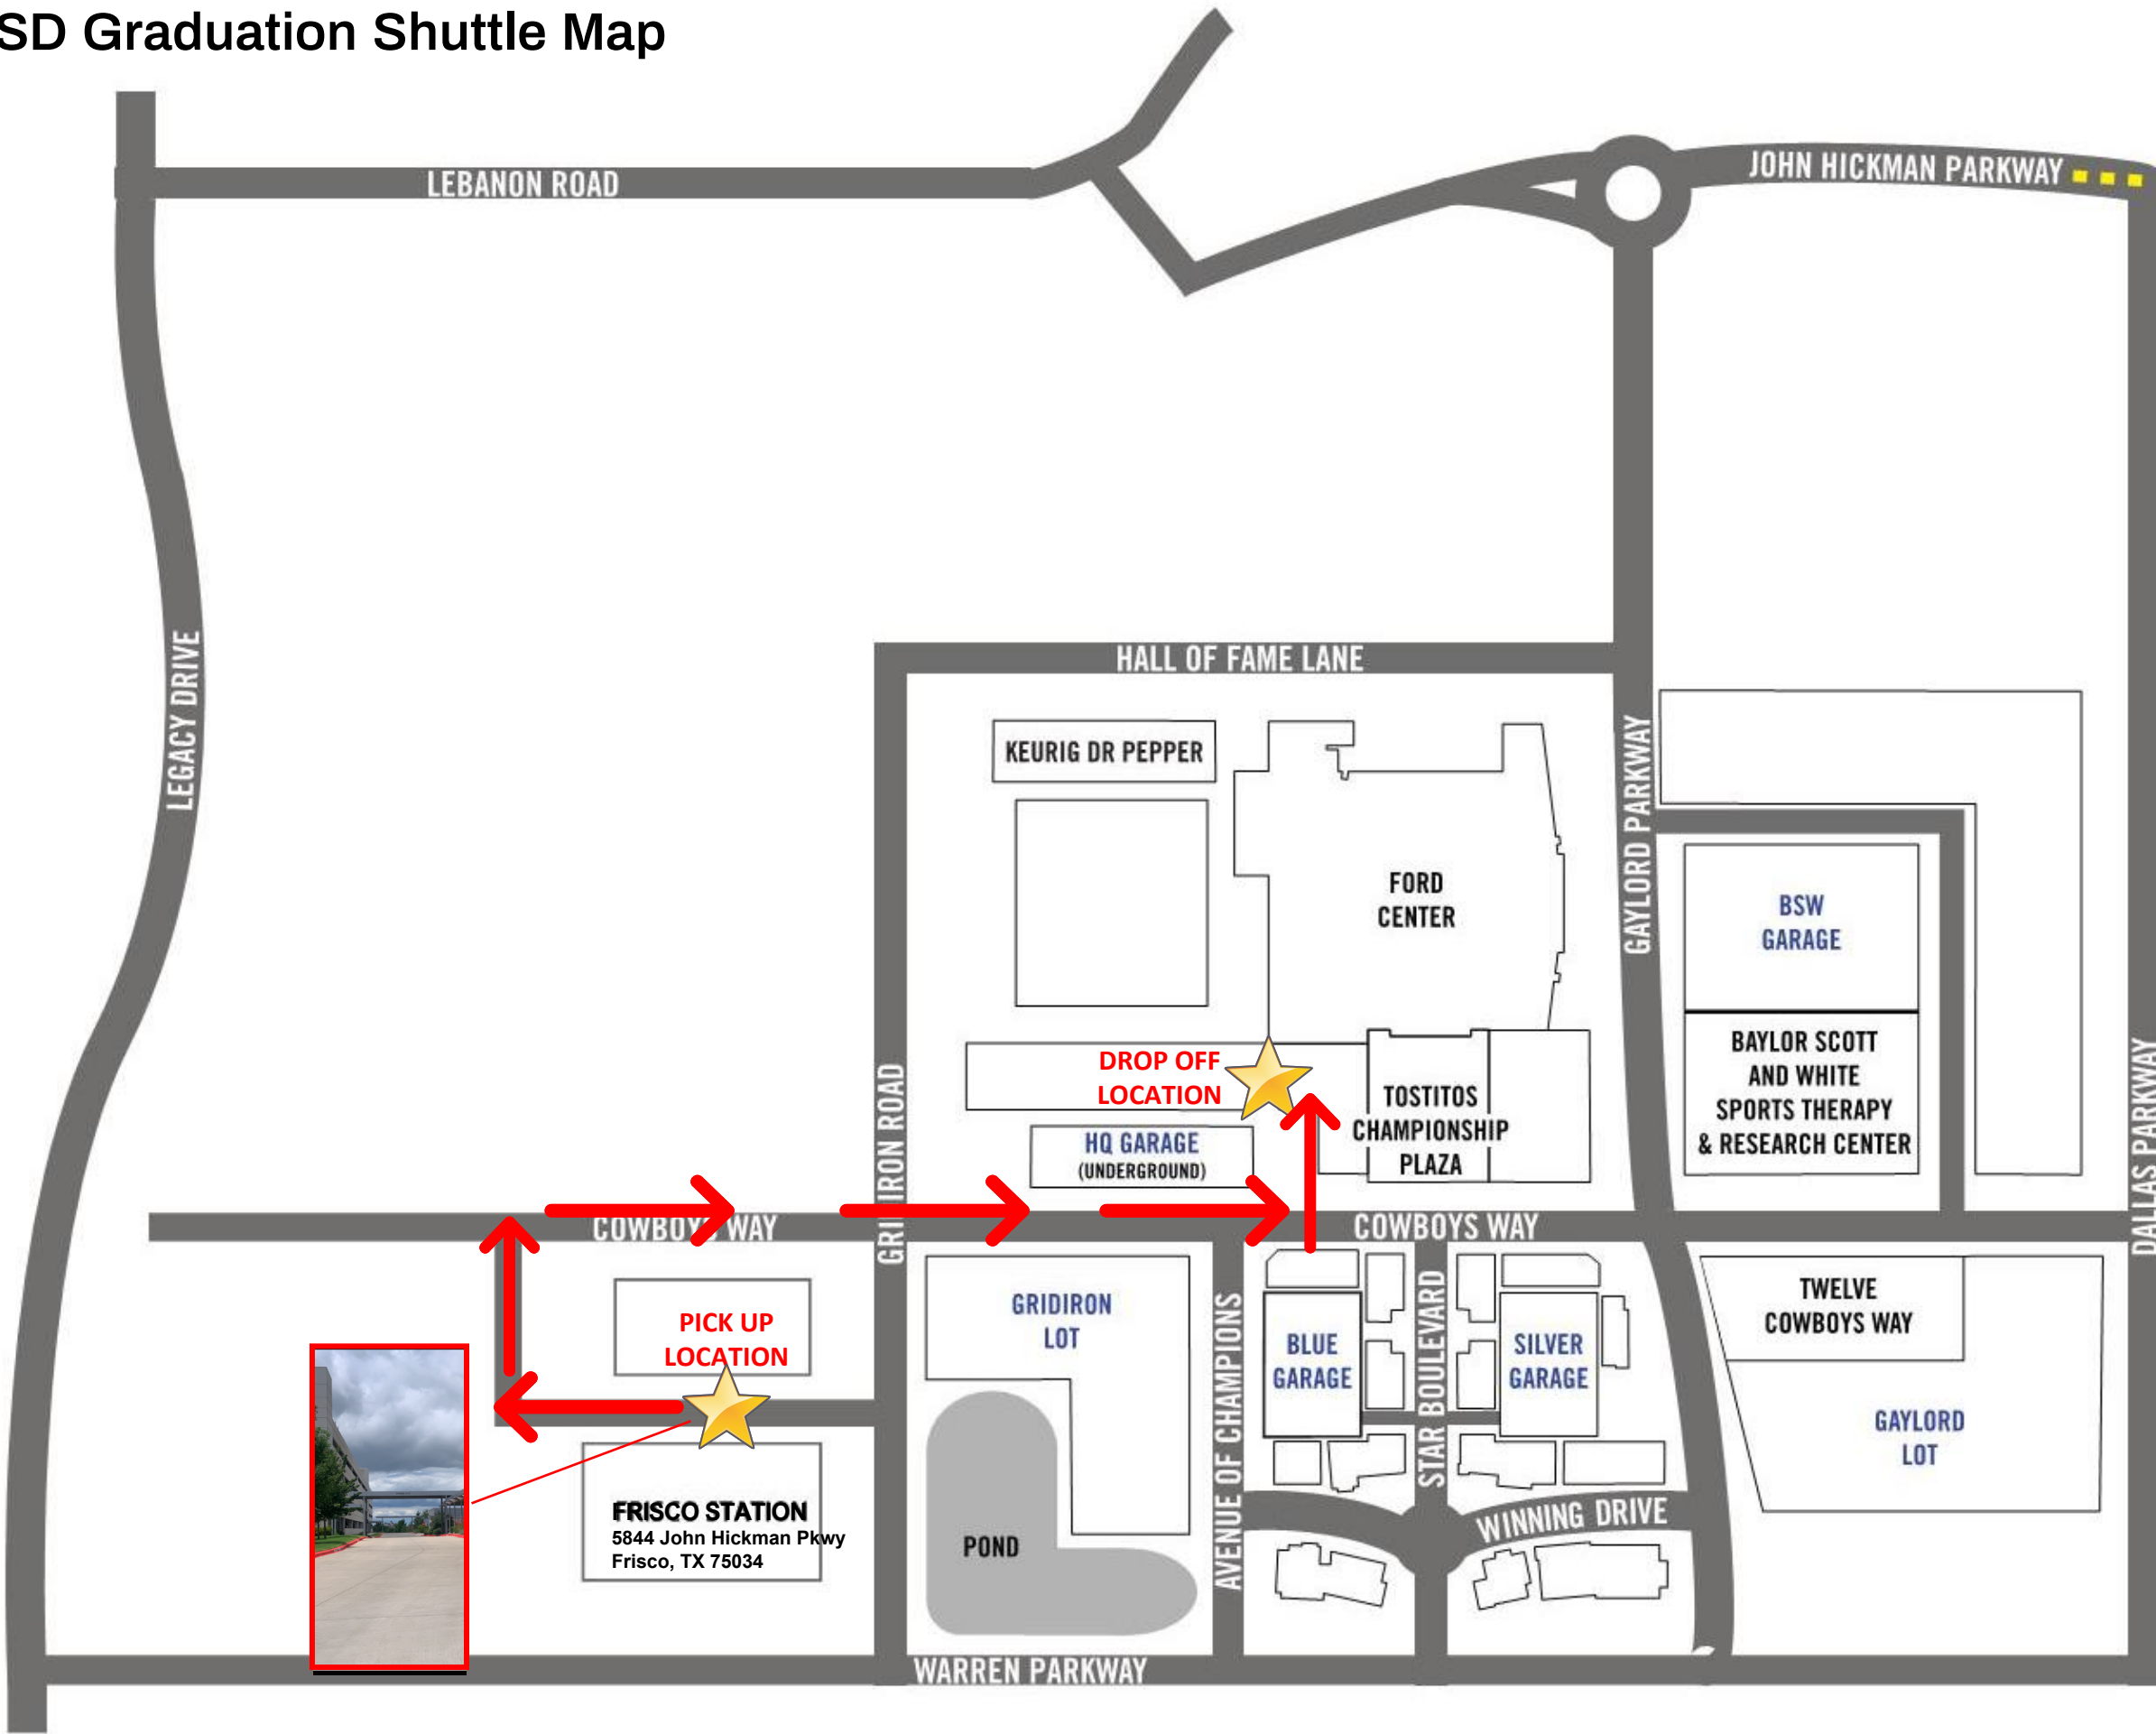 SD Graduation Shuttle Map
LEBANON ROAD
JOHN HICKMAN PARKWAY
LEGACY DRIVE
HALL OF FAME LANE
KEURIG DR PEPPER
FORD
CENTER
GAYLORD PARKWAY
BSW
GARAGE
BAYLOR SCOTT
AND WHITE
SPORTS THERAPY
& RESEARCH CENTER
DALLAS PARKWAY
GRIDIRON ROAD
DROP OFF
LOCATION
TOSTITOS
CHAMPIONSHIP
PLAZA
HQ GARAGE
(UNDERGROUND)
COWBOYS WAY
COWBOYS WAY
PICK UP
LOCATION
GRIDIRON
LOT
AVENUE OF CHAMPIONS
BLUE
GARAGE
STAR BOULEVARD
SILVER
GARAGE
TWELVE
COWBOYS WAY
GAYLORD
LOT
FRISCO STATION
5844 John Hickman Pkwy
Frisco, TX 75034
POND
WINNING DRIVE
WARREN PARKWAY